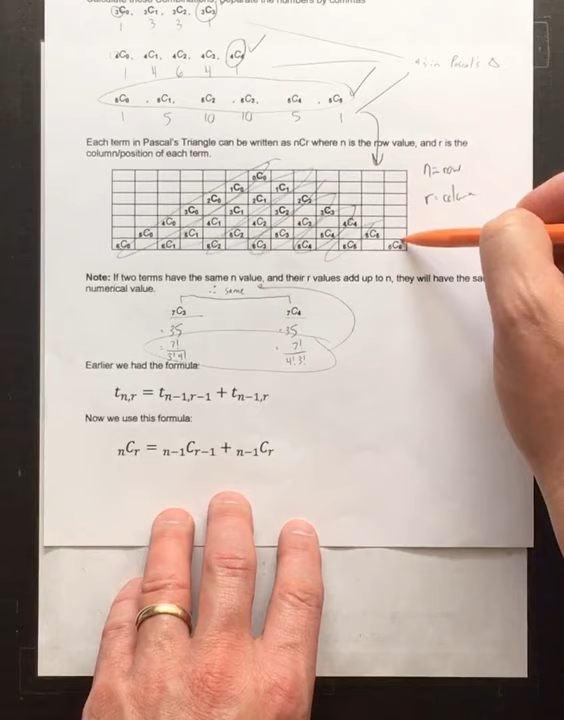 numbers by commas
₃C₀, ₃C₁, ₃C₂, ₃C₃
1 3 3 1
₄C₀, ₄C₁, ₄C₂, ₄C₃, ₄C₄
1 4 6 4 1
#'s in Pascal's Δ
₅C₀ , ₅C₁, ₅C₂ , ₅C₃, ₅C₄ , ₅C₅
1 5 10 10 5 1
Each term in Pascal's Triangle can be written as nCr where n is the row value, and r is the
column/position of each term.
n=row
r=column
₀C₀
₁C₀ ₁C₁
₂C₀ ₂C₁ ₂C₂
₃C₀ ₃C₁ ₃C₂ ₃C₃
₄C₀ ₄C₁ ₄C₂ ₄C₃ ₄C₄
₅C₀ ₅C₁ ₅C₂ ₅C₃ ₅C₄ ₅C₅
₆C₀ ₆C₁ ₆C₂ ₆C₃ ₆C₄ ₆C₅ ₆C₆
Note: If two terms have the same n value, and their r values add up to n, they will have the
numerical value.
∴ same
₇C₃ ₇C₄
= 35 = 35
= 7!/3!4! = 7!/4!3!
Earlier we had the formula:
tₙ,ᵣ = tₙ₋₁,ᵣ₋₁ + tₙ₋₁,ᵣ
Now we use this formula:
ₙCᵣ = ₙ₋₁Cᵣ₋₁ + ₙ₋₁Cᵣ